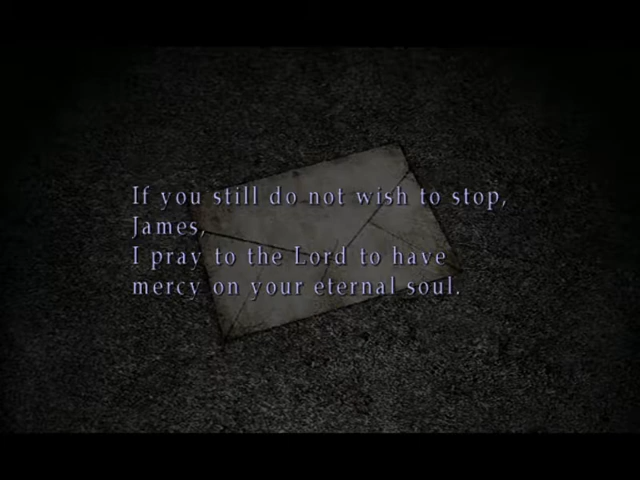 If you still do not wish to stop,
James,
I pray to the Lord to have
mercy on your eternal soul.